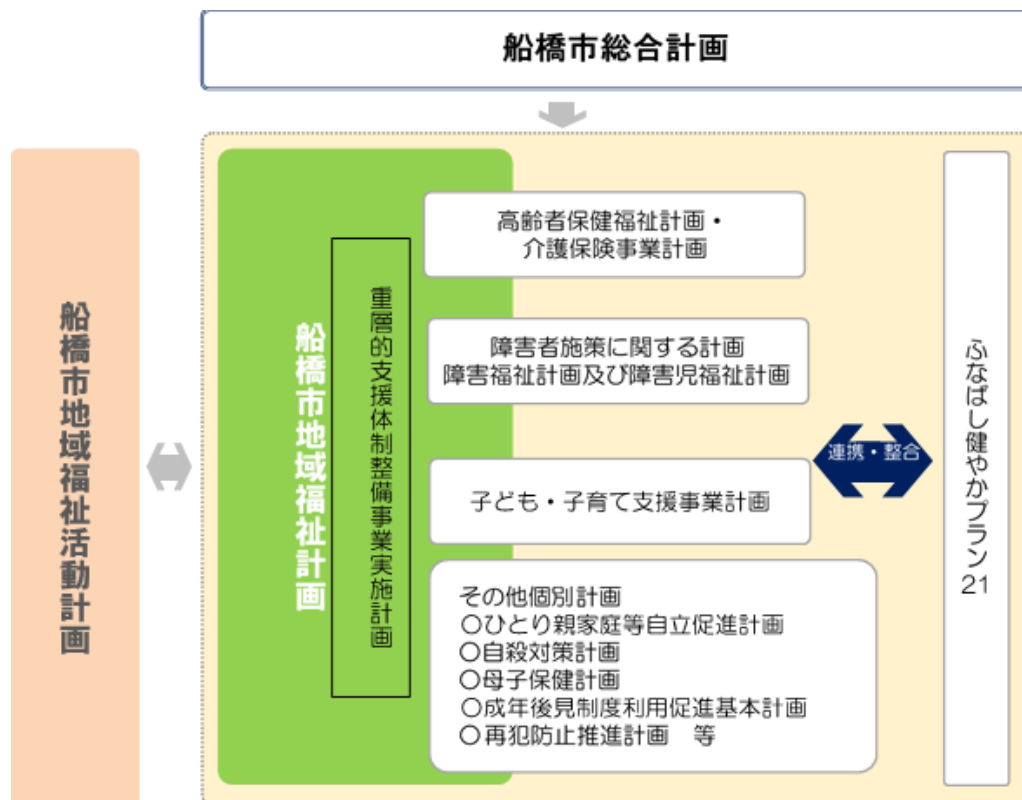 船橋市総合計画
船橋市地域福祉活動計画
船橋市地域福祉計画
重層的支援体制整備事業実施計画
高齢者保健福祉計画・
介護保険事業計画
障害者施策に関する計画
障害福祉計画及び障害児福祉計画
子ども・子育て支援事業計画
その他個別計画
○ひとり親家庭等自立促進計画
○自殺対策計画
○母子保健計画
○成年後見制度利用促進基本計画
○再犯防止推進計画　等
連携・整合
ふなばし健やかプラン21